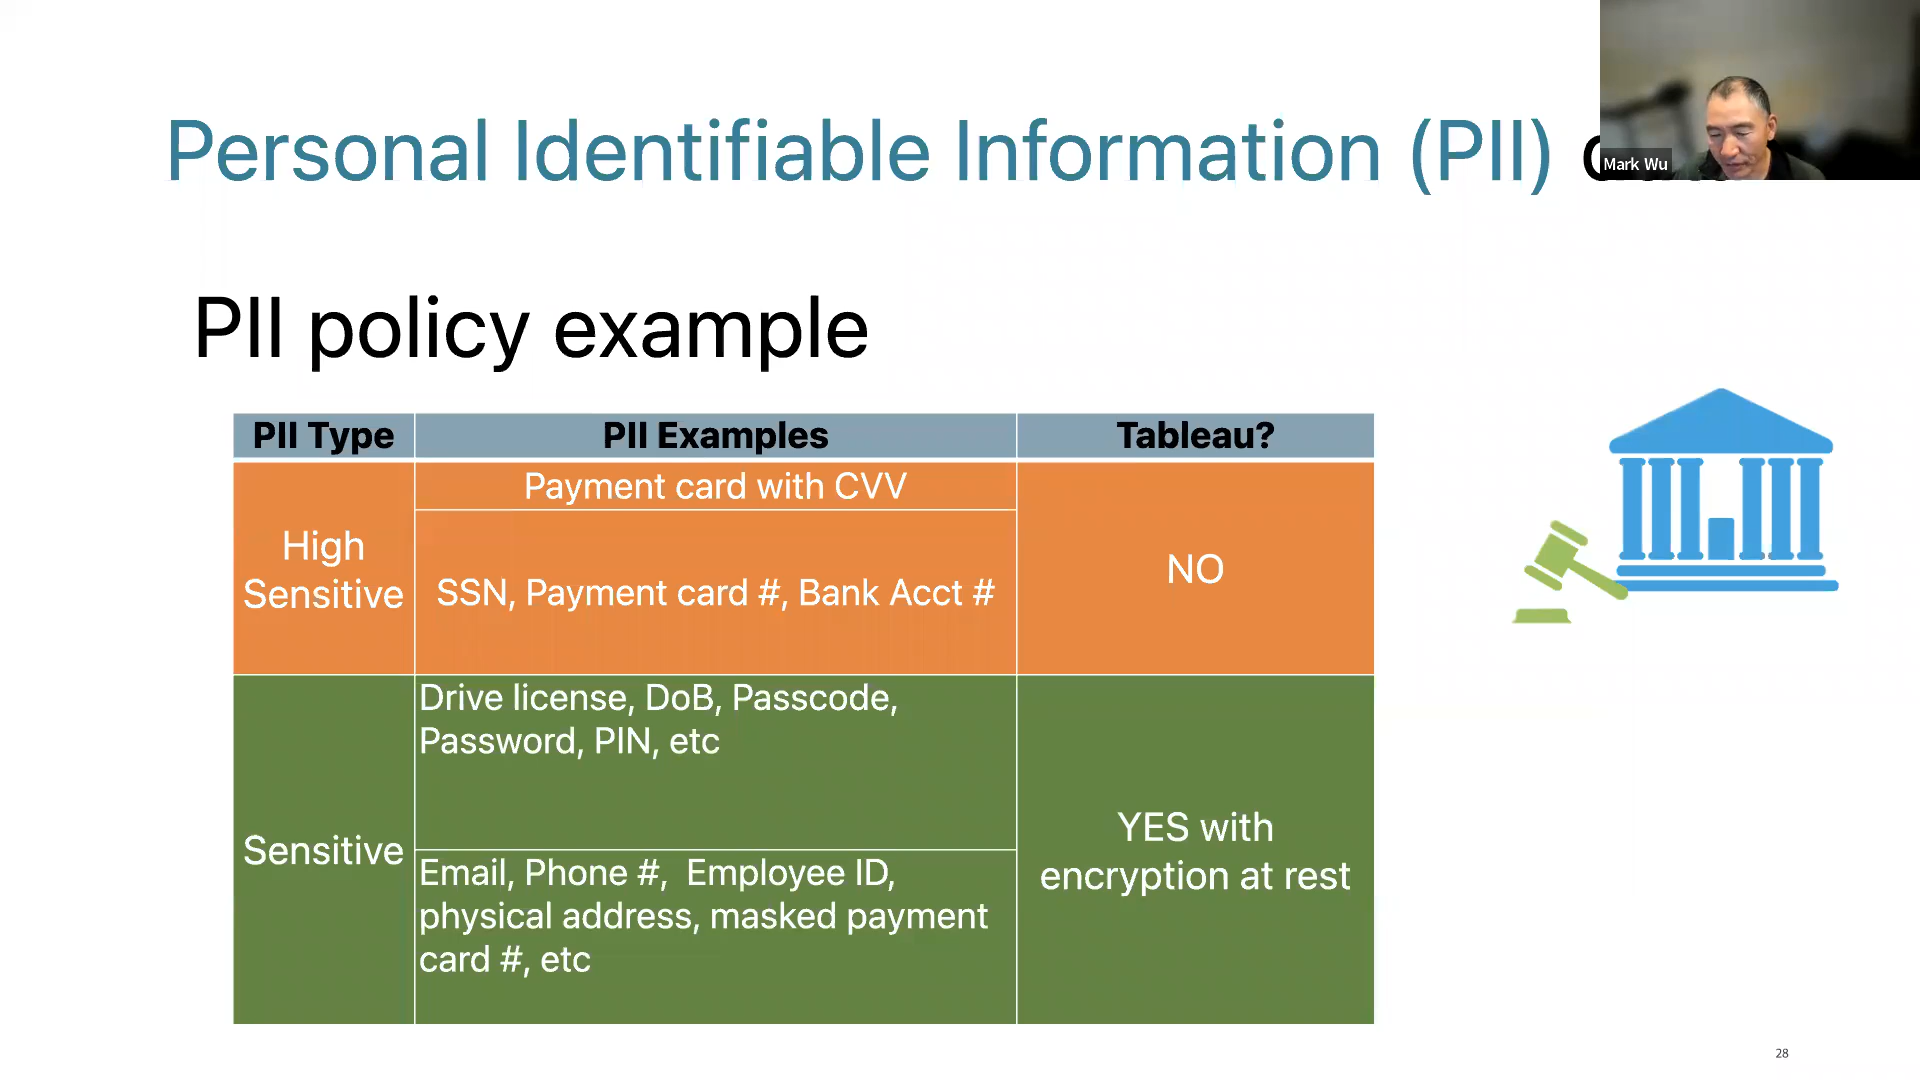 Personal Identifiable Information (PII)
Mark Wu
PII policy example
PII Type PII Examples Tableau?
High Sensitive
Payment card with CVV
SSN, Payment card #, Bank Acct #
NO
Sensitive
Drive license, DoB, Passcode,
Password, PIN, etc
Email, Phone #, Employee ID,
physical address, masked payment
card #, etc
YES with
encryption at rest
28